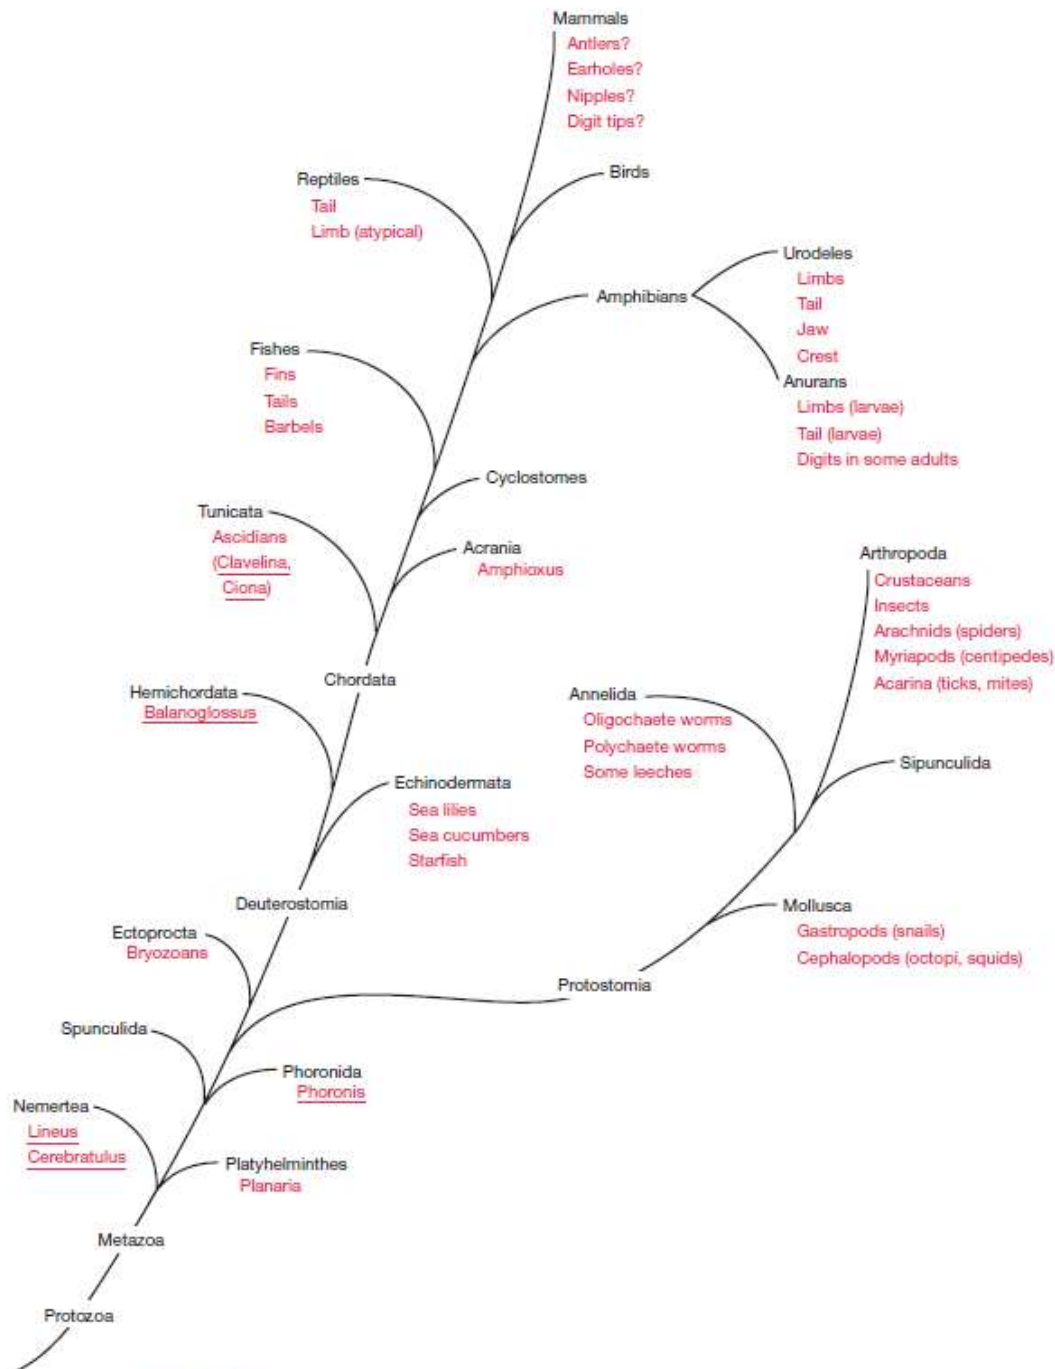 Mammals
Antlers?
Earholes?
Nipples?
Digit tips?
Birds
Reptiles
Tail
Limb (atypical)
Urodeles
Limbs
Tail
Jaw
Crest
Amphibians
Anurans
Limbs (larvae)
Tail (larvae)
Digits in some adults
Fishes
Fins
Tails
Barbels
Cyclostomes
Tunicata
Ascidians
(Clavelina,
Ciona)
Acrania
Amphioxus
Arthropoda
Crustaceans
Insects
Arachnids (spiders)
Myriapods (centipedes)
Acarina (ticks, mites)
Chordata
Hemichordata
Balanoglossus
Annelida
Oligochaete worms
Polychaete worms
Some leeches
Sipunculida
Echinodermata
Sea lilies
Sea cucumbers
Starfish
Deuterostomia
Mollusca
Gastropods (snails)
Cephalopods (octopi, squids)
Ectoprocta
Bryozoans
Protostomia
Spunculida
Phoronida
Phoronis
Nemertea
Lineus
Cerebratulus
Platyhelminthes
Planaria
Metazoa
Protozoa